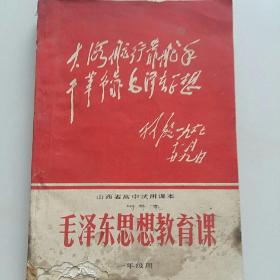 大海航行靠舵手
干革命靠毛泽东思想
林彪
山西省高中试用课本
毛泽东思想教育课
一年级用